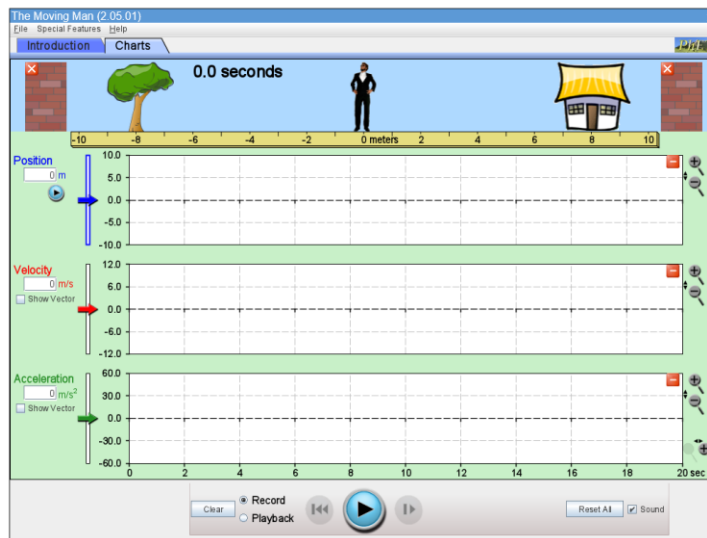 The Moving Man (2.05.01)
File Special Features Help
Introduction Charts
PhET
0.0 seconds
-10 -8 -6 -4 -2 0 meters 2 4 6 8 10
Position
0 m
10.0
5.0
0.0
-5.0
-10.0
Velocity
0 m/s
Show Vector
12.0
6.0
0.0
-6.0
-12.0
Acceleration
0 m/s2
Show Vector
60.0
30.0
0.0
-30.0
-60.0
0 2 4 6 8 10 12 14 16 18 20 sec
Clear
Record
Playback
Reset All
Sound